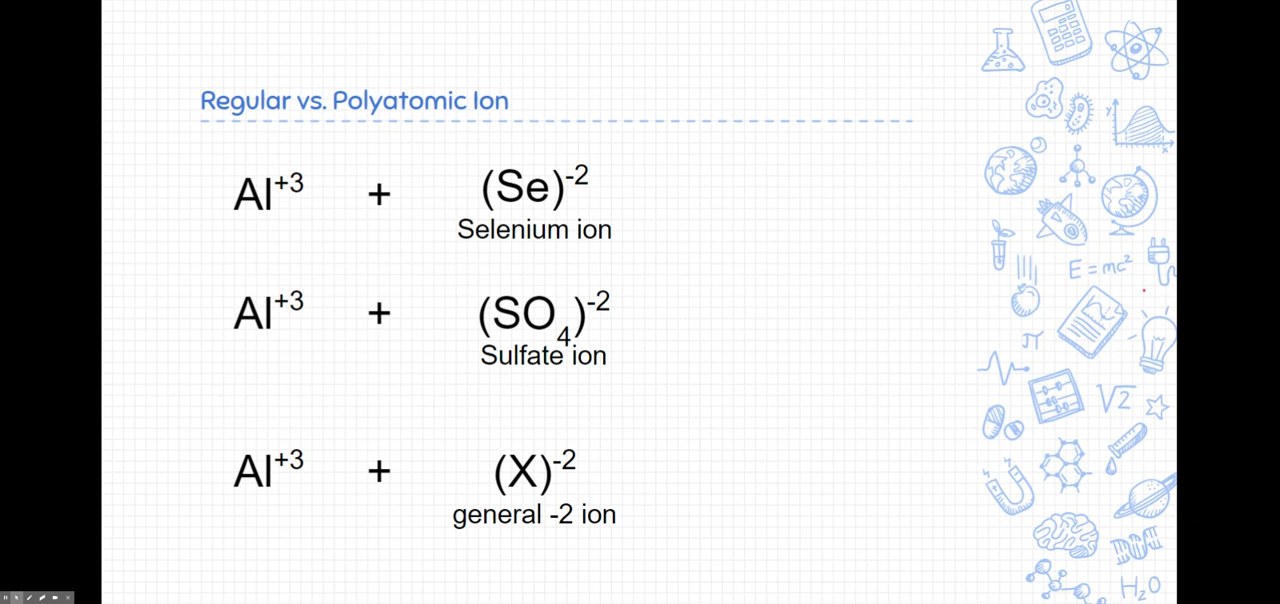 Regular vs. Polyatomic Ion
Al⁺³ + (Se)⁻²
Selenium ion
Al⁺³ + (SO₄)⁻²
Sulfate ion
Al⁺³ + (X)⁻²
general -2 ion
y
x
E=mc²
π
√2
H₂O